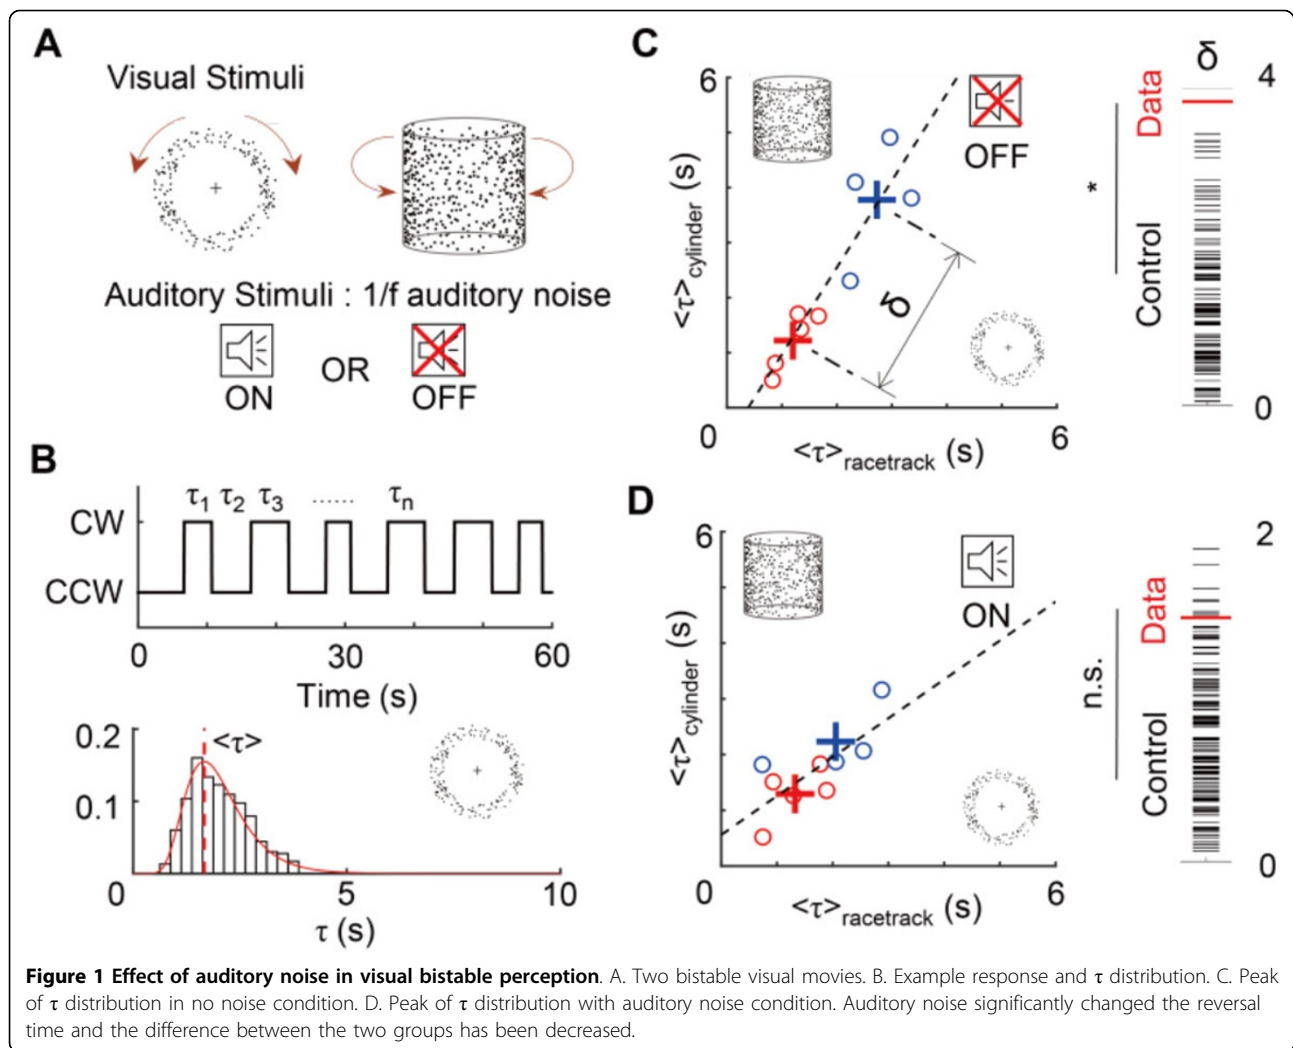 A
Visual Stimuli
Auditory Stimuli : 1/f auditory noise
ON
OR
OFF
B
τ1 τ2 τ3 ...... τn
CW
CCW
0 30 60
Time (s)
0.2
<τ>
0.1
0 5 10
τ (s)
C
6
<τ>cylinder (s)
OFF
δ
0 6
<τ>racetrack (s)
*
Data
Control
δ
4
0
D
6
<τ>cylinder (s)
ON
0 6
<τ>racetrack (s)
n.s.
Data
Control
2
0
Figure 1 Effect of auditory noise in visual bistable perception. A. Two bistable visual movies. B. Example response and τ distribution. C. Peak
of τ distribution in no noise condition. D. Peak of τ distribution with auditory noise condition. Auditory noise significantly changed the reversal
time and the difference between the two groups has been decreased.